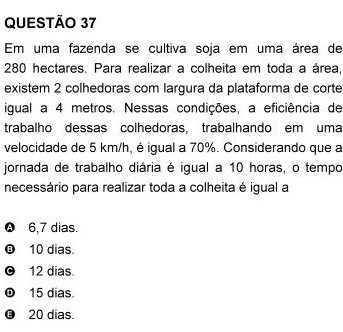 QUESTÃO 37
Em uma fazenda se cultiva soja em uma área de
280 hectares. Para realizar a colheita em toda a área,
existem 2 colhedoras com largura da plataforma de corte
igual a 4 metros. Nessas condições, a eficiência de
trabalho dessas colhedoras, trabalhando em uma
velocidade de 5 km/h, é igual a 70%. Considerando que a
jornada de trabalho diária é igual a 10 horas, o tempo
necessário para realizar toda a colheita é igual a
A 6,7 dias.
B 10 dias.
C 12 dias.
D 15 dias.
E 20 dias.